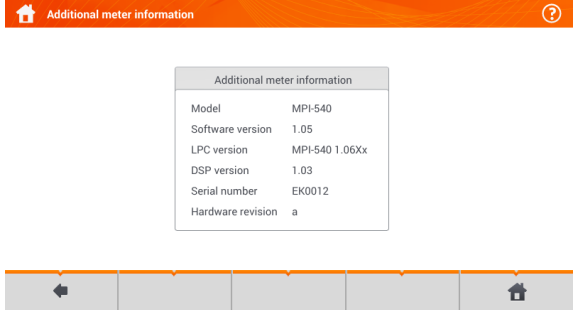 Additional meter information
?
Additional meter information
Model MPI-540
Software version 1.05
LPC version MPI-540 1.06Xx
DSP version 1.03
Serial number EK0012
Hardware revision a